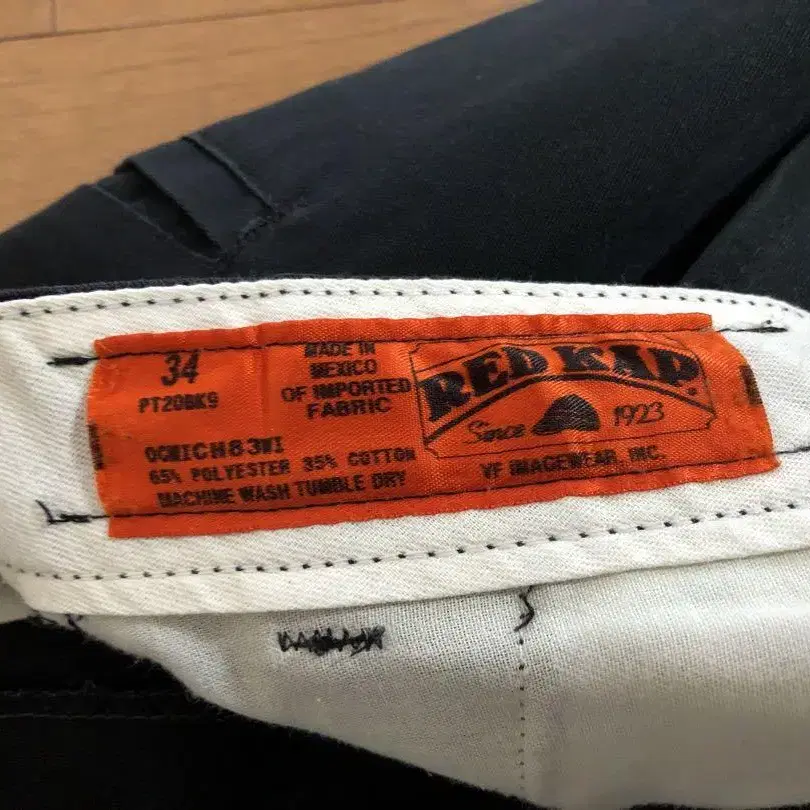 34
PT20BK9
MADE IN
MEXICO
OF IMPORTED
FABRIC
65% POLYESTER 35% COTTON
MACHINE WASH TUMBLE DRY
RED KAP
Since 1923
VF IMAGEWEAR, INC.